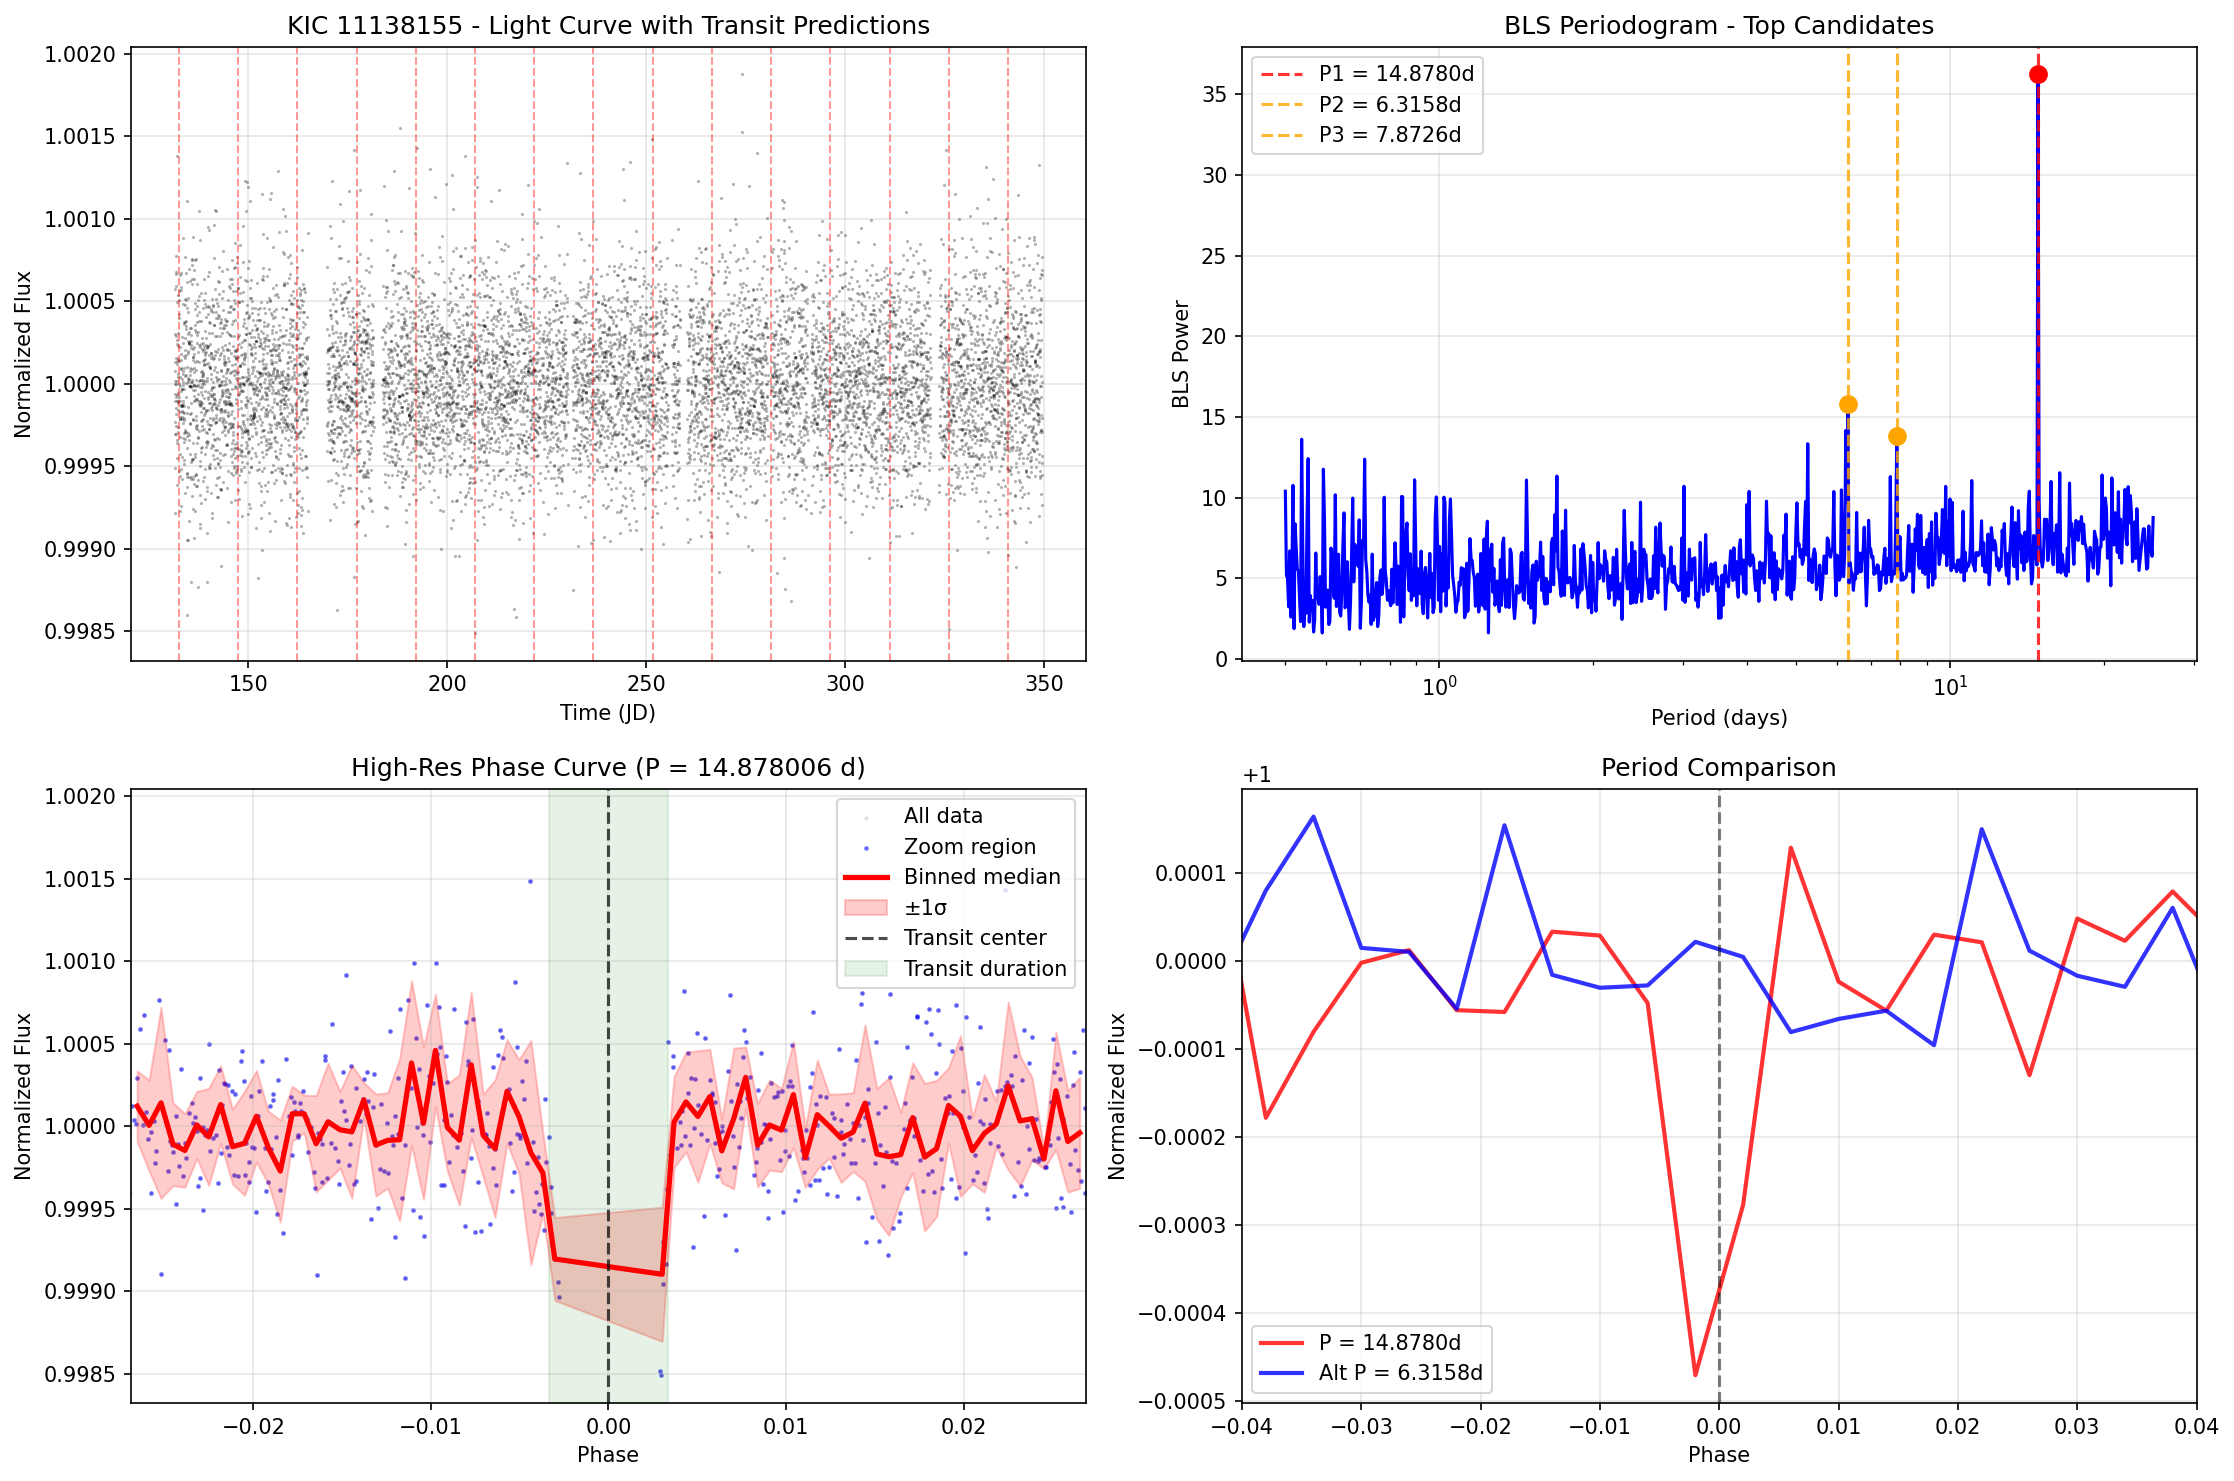 KIC 11138155 - Light Curve with Transit Predictions
1.0020
1.0015
1.0010
1.0005
1.0000
0.9995
0.9990
0.9985
Normalized Flux
150 200 250 300 350
Time (JD)
BLS Periodogram - Top Candidates
P1 = 14.8780d
P2 = 6.3158d
P3 = 7.8726d
35
30
25
20
15
10
5
0
BLS Power
10⁰ 10¹
Period (days)
High-Res Phase Curve (P = 14.878006 d)
1.0020
1.0015
1.0010
1.0005
1.0000
0.9995
0.9990
0.9985
Normalized Flux
All data
Zoom region
Binned median
±1σ
Transit center
Transit duration
−0.02 −0.01 0.00 0.01 0.02
Phase
Period Comparison
+1
0.0001
0.0000
−0.0001
−0.0002
−0.0003
−0.0004
−0.0005
Normalized Flux
P = 14.8780d
Alt P = 6.3158d
−0.04 −0.03 −0.02 −0.01 0.00 0.01 0.02 0.03 0.04
Phase